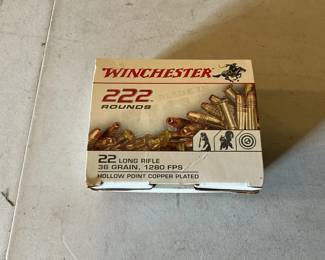 WINCHESTER
222
ROUNDS
22 LONG RIFLE
36 GRAIN, 1280 FPS
HOLLOW POINT COPPER PLATED